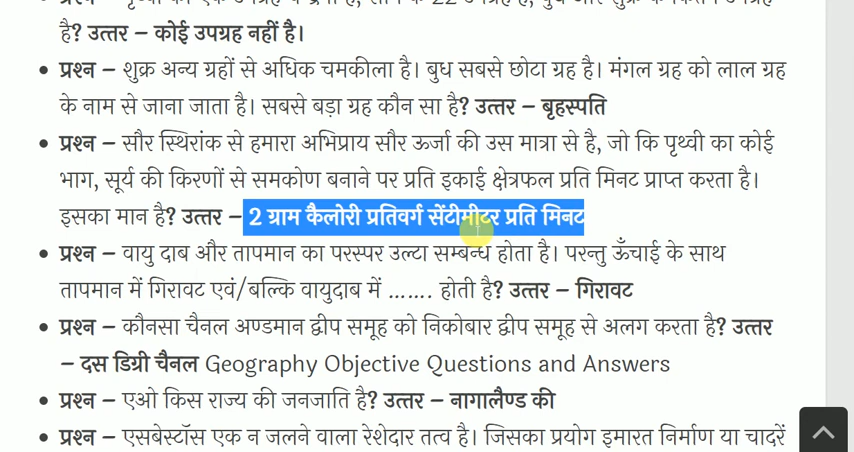 है? उत्तर – कोई उपग्रह नहीं है।
प्रश्न – शुक्र अन्य ग्रहों से अधिक चमकीला है। बुध सबसे छोटा ग्रह है। मंगल ग्रह को लाल ग्रह
के नाम से जाना जाता है। सबसे बड़ा ग्रह कौन सा है? उत्तर – बृहस्पति
प्रश्न – सौर स्थिरांक से हमारा अभिप्राय सौर ऊर्जा की उस मात्रा से है, जो कि पृथ्वी का कोई
भाग, सूर्य की किरणों से समकोण बनाने पर प्रति इकाई क्षेत्रफल प्रति मिनट प्राप्त करता है।
इसका मान है? उत्तर – 2 ग्राम कैलोरी प्रतिवर्ग सेंटीमीटर प्रति मिनट
प्रश्न – वायु दाब और तापमान का परस्पर उल्टा सम्बन्ध होता है। परन्तु ऊँचाई के साथ
तापमान में गिरावट एवं/बल्कि वायुदाब में ……. होती है? उत्तर – गिरावट
प्रश्न – कौनसा चैनल अण्डमान द्वीप समूह को निकोबार द्वीप समूह से अलग करता है? उत्तर
– दस डिग्री चैनल Geography Objective Questions and Answers
प्रश्न – एओ किस राज्य की जनजाति है? उत्तर – नागालैण्ड की
प्रश्न – एसबेस्टॉस एक न जलने वाला रेशेदार तत्व है। जिसका प्रयोग इमारत निर्माण या चादरें